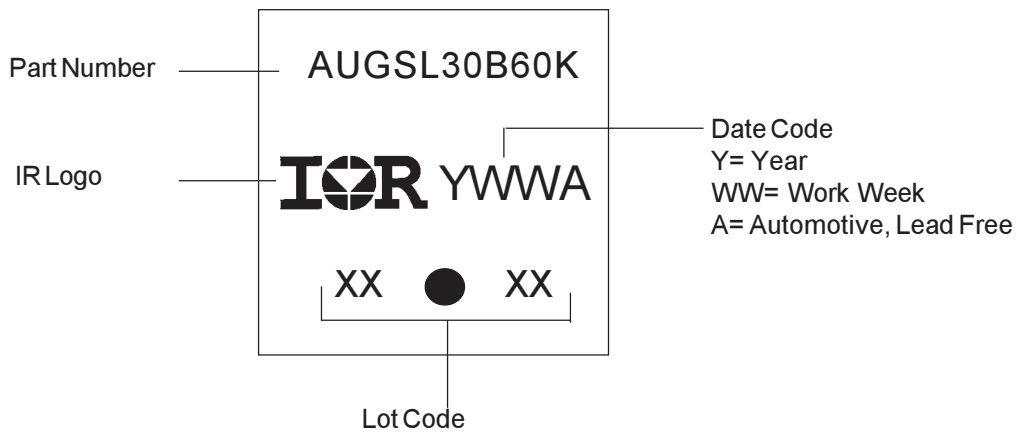 Part Number
AUGSL30B60K
IR Logo
IOR YWWA
Date Code
Y= Year
WW= Work Week
A= Automotive, Lead Free
XX ● XX
Lot Code